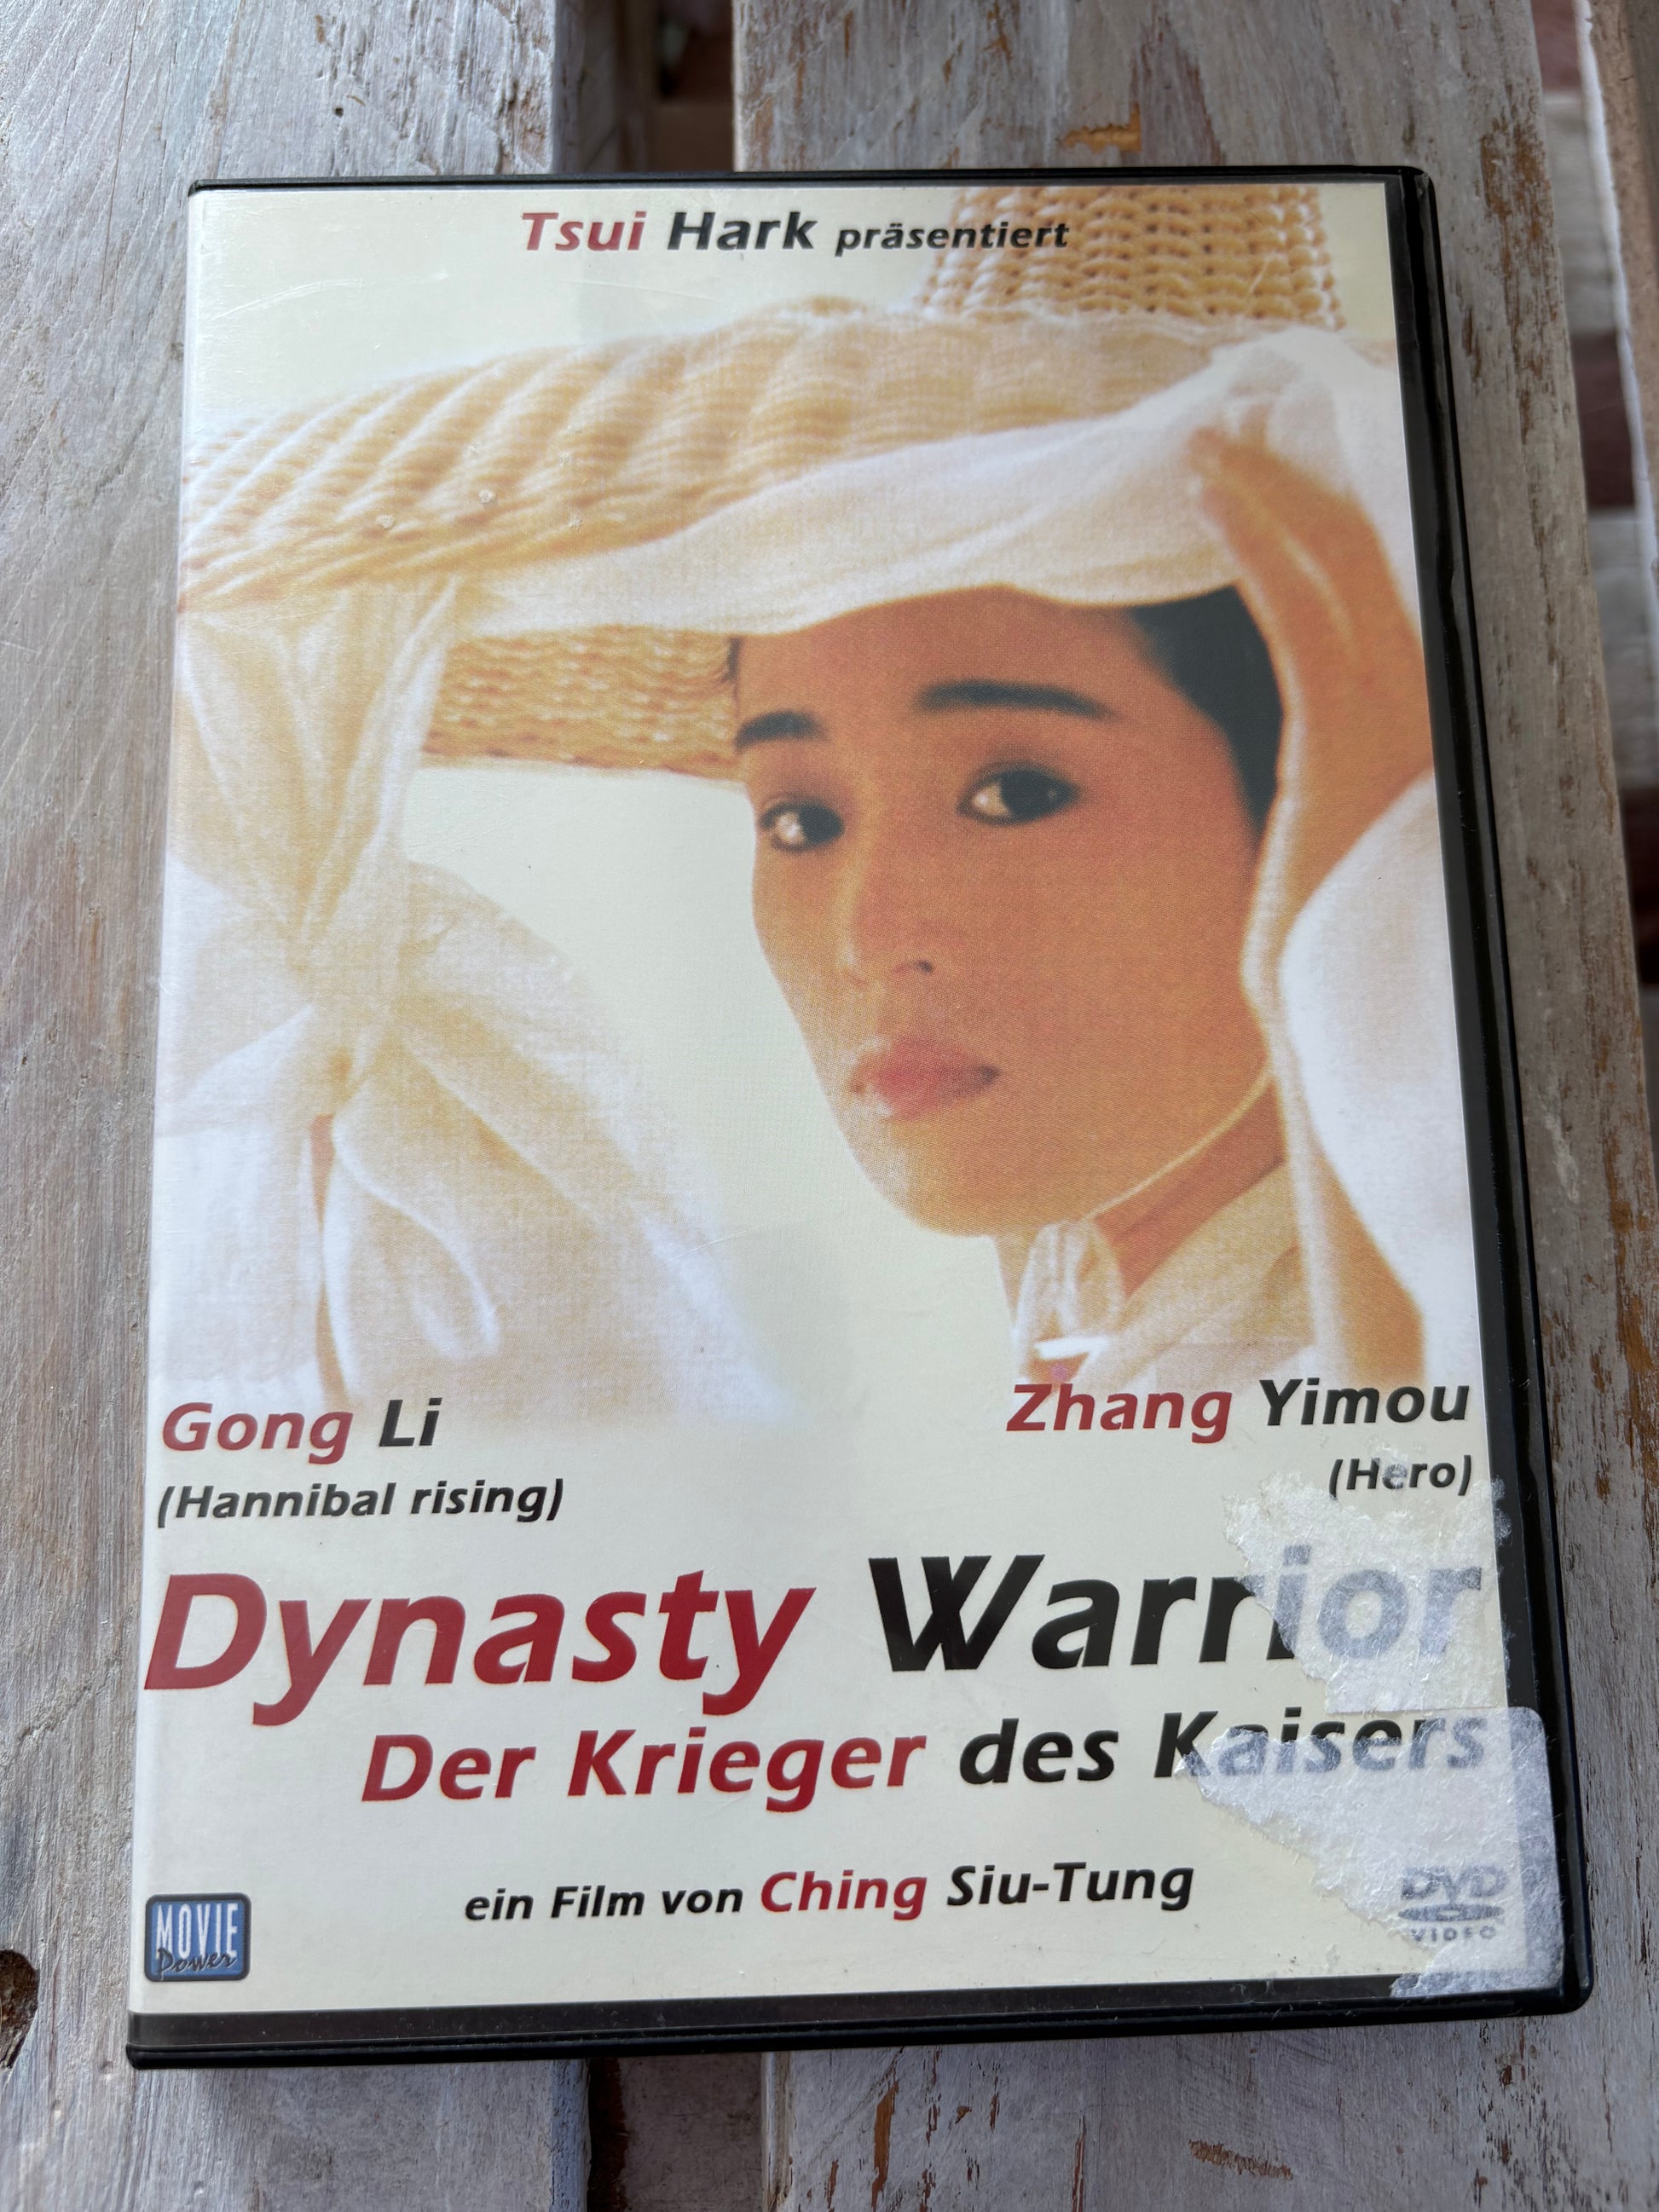 Tsui Hark präsentiert
Gong Li
(Hannibal rising)
Zhang Yimou
(Hero)
Dynasty Warrior
Der Krieger des Kaisers
ein Film von Ching Siu-Tung
MOVIE
Power
DVD
VIDEO